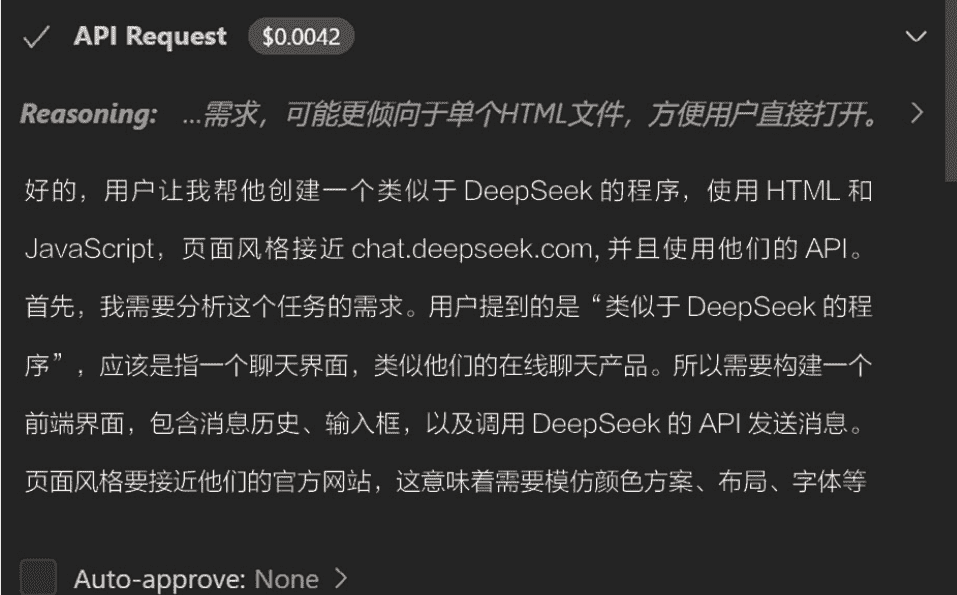 API Request $0.0042
Reasoning: ...需求，可能更倾向于单个HTML文件，方便用户直接打开。
好的，用户让我帮他创建一个类似于 DeepSeek 的程序，使用 HTML 和
JavaScript，页面风格接近 chat.deepseek.com, 并且使用他们的 API。
首先，我需要分析这个任务的需求。用户提到的是“类似于 DeepSeek 的程
序”，应该是指一个聊天界面，类似他们的在线聊天产品。所以需要构建一个
前端界面，包含消息历史、输入框，以及调用 DeepSeek 的 API 发送消息。
页面风格要接近他们的官方网站，这意味着需要模仿颜色方案、布局、字体等
Auto-approve: None